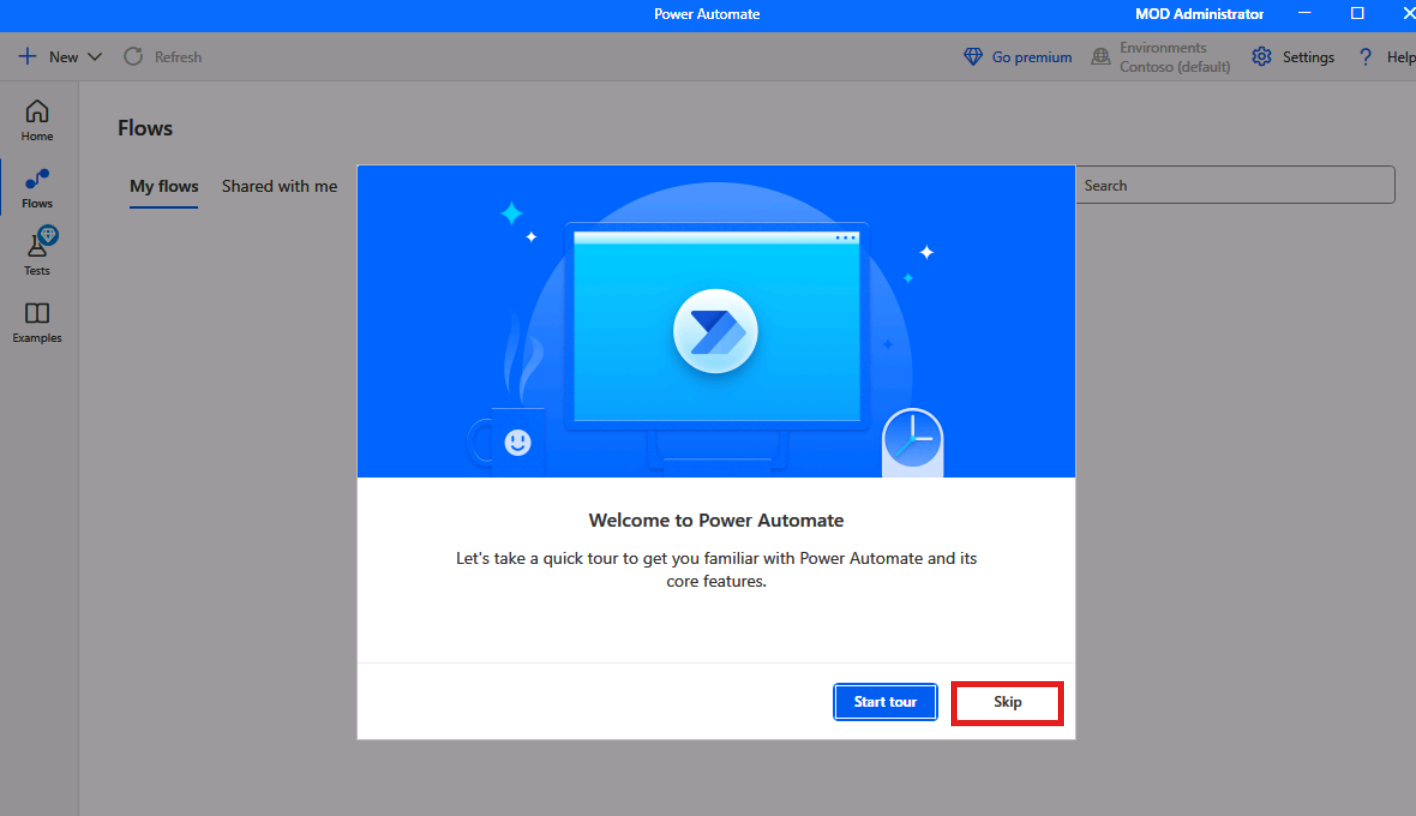 Power Automate
MOD Administrator
New
Refresh
Go premium
Environments
Contoso (default)
Settings
? Help
Home
Flows
Tests
Examples
Flows
My flows
Shared with me
Search
Welcome to Power Automate
Let's take a quick tour to get you familiar with Power Automate and its
core features.
Start tour
Skip